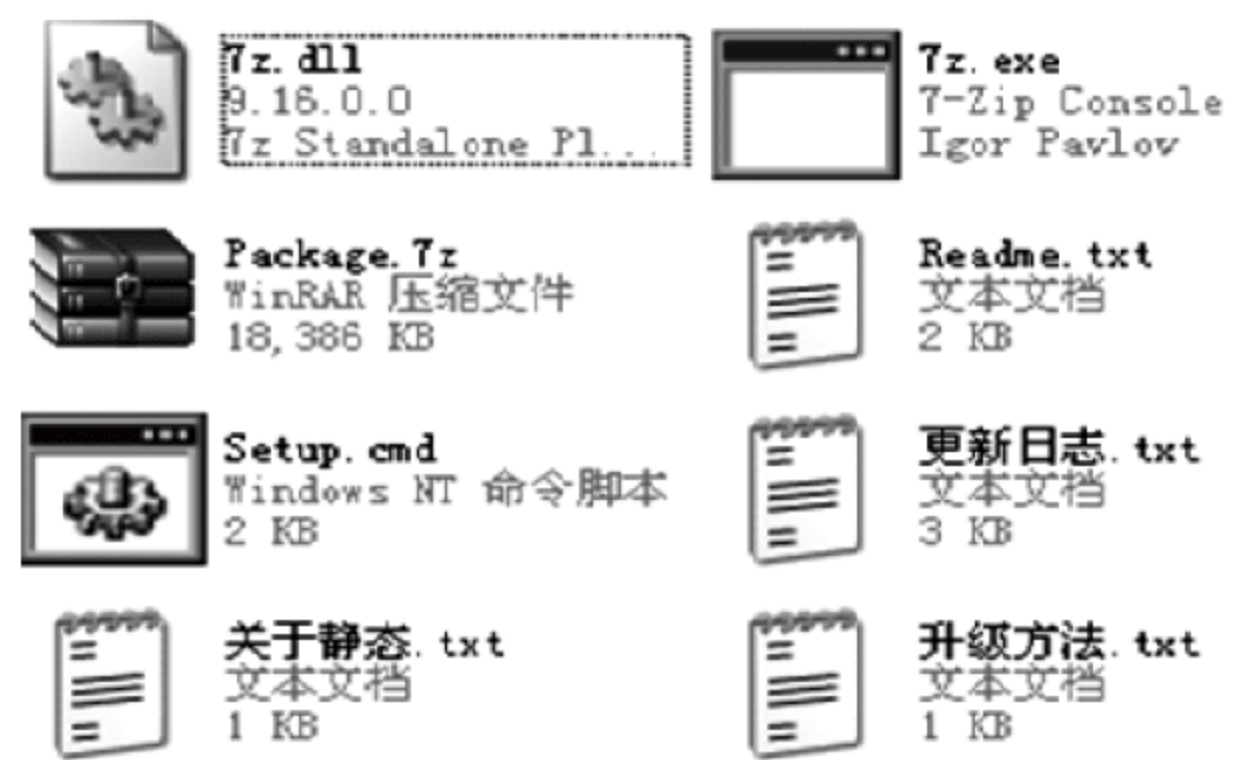 7z.dll
9.16.0.0
7z Standalone Pl...
7z.exe
7-Zip Console
Igor Pavlov
Package.7z
WinRAR 压缩文件
18,386 KB
Readme.txt
文本文档
2 KB
Setup.cmd
Windows NT 命令脚本
2 KB
更新日志.txt
文本文档
3 KB
关于静态.txt
文本文档
1 KB
升级方法.txt
文本文档
1 KB